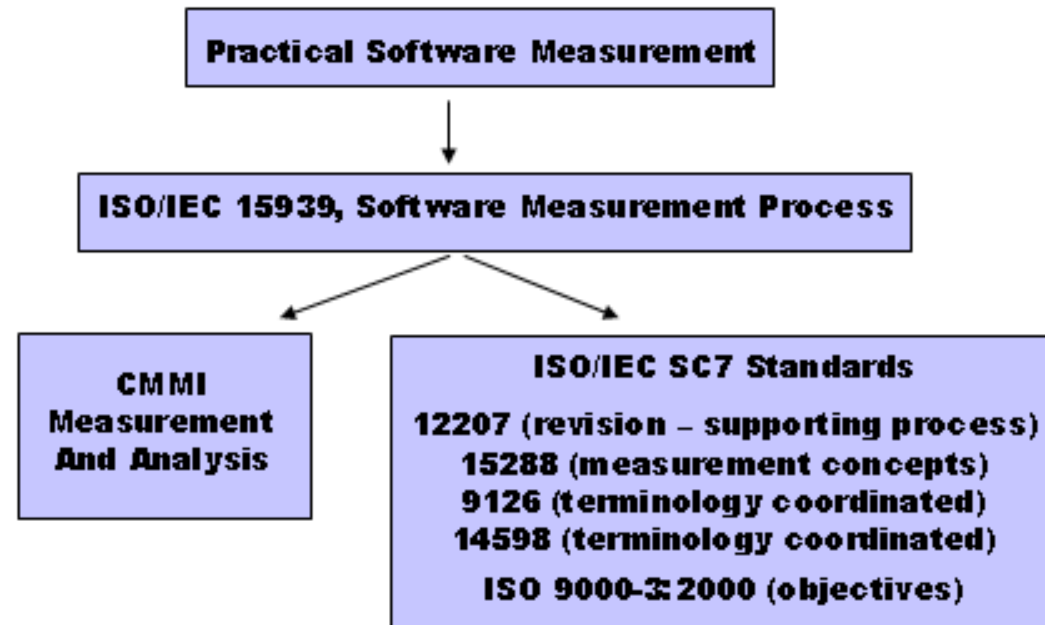 Practical Software Measurement
ISO/IEC 15939, Software Measurement Process
CMMI
Measurement
And Analysis
ISO/IEC SC7 Standards
12207 (revision – supporting process)
15288 (measurement concepts)
9126 (terminology coordinated)
14598 (terminology coordinated)
ISO 9000-3:2000 (objectives)